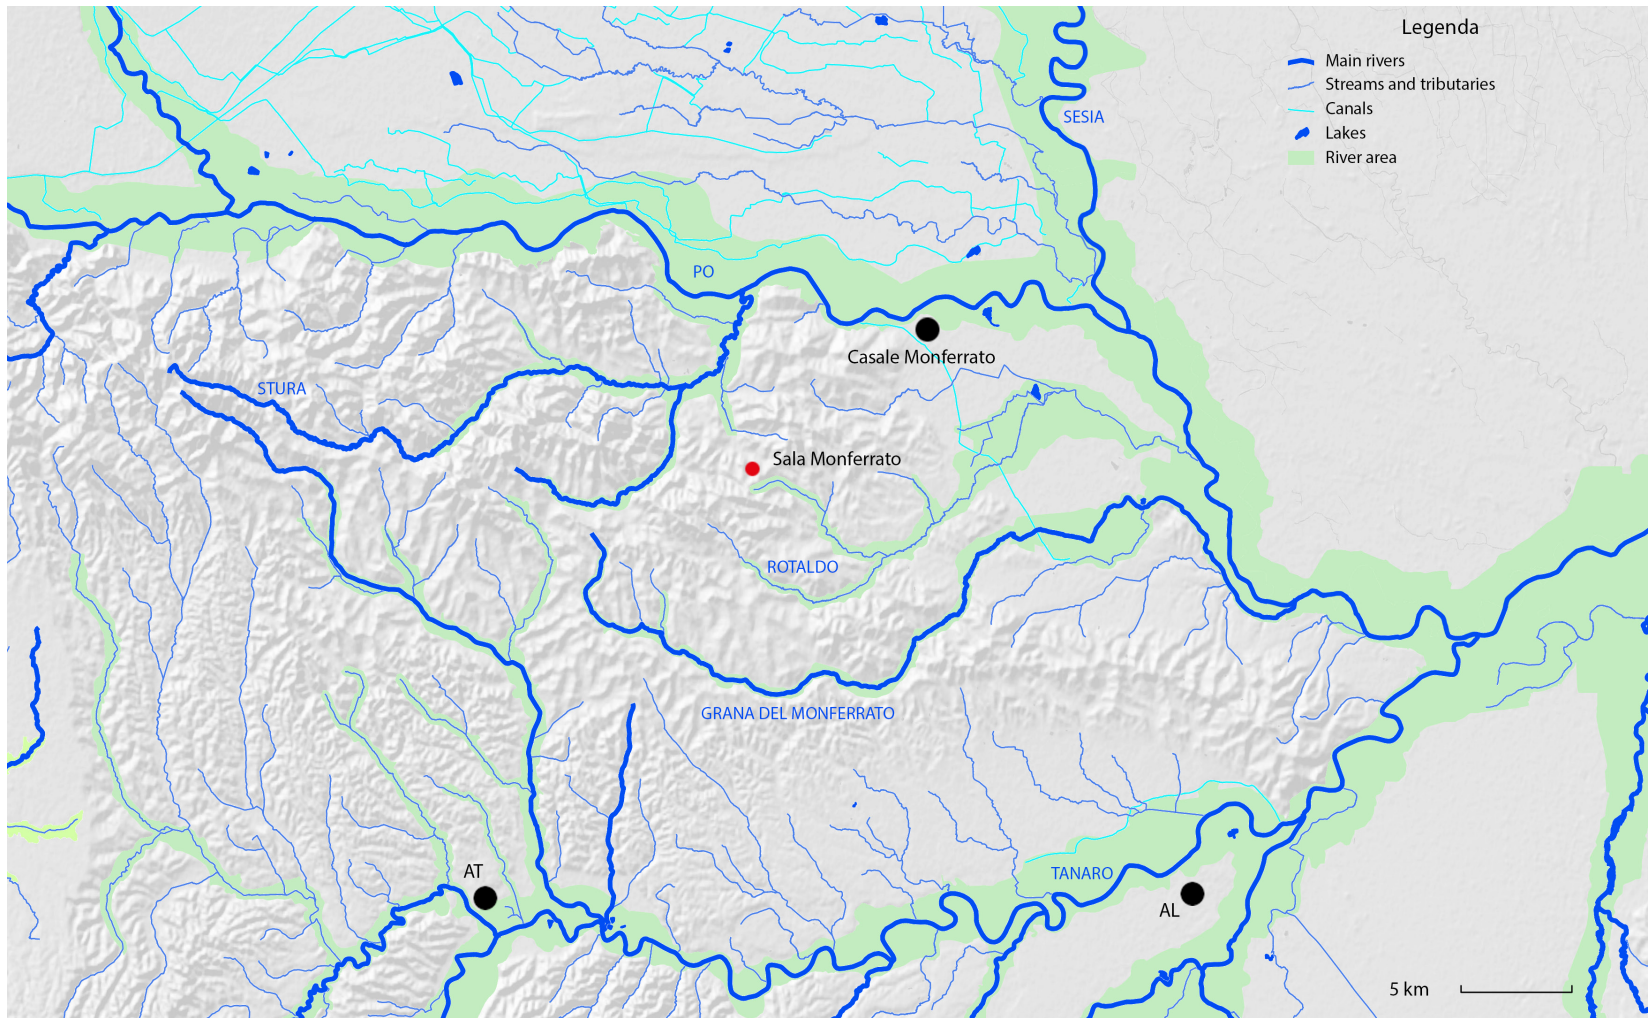 Legenda
Main rivers
Streams and tributaries
Canals
Lakes
River area
SESIA
PO
Casale Monferrato
STURA
Sala Monferrato
ROTALDO
GRANA DEL MONFERRATO
AT
TANARO
AL
5 km